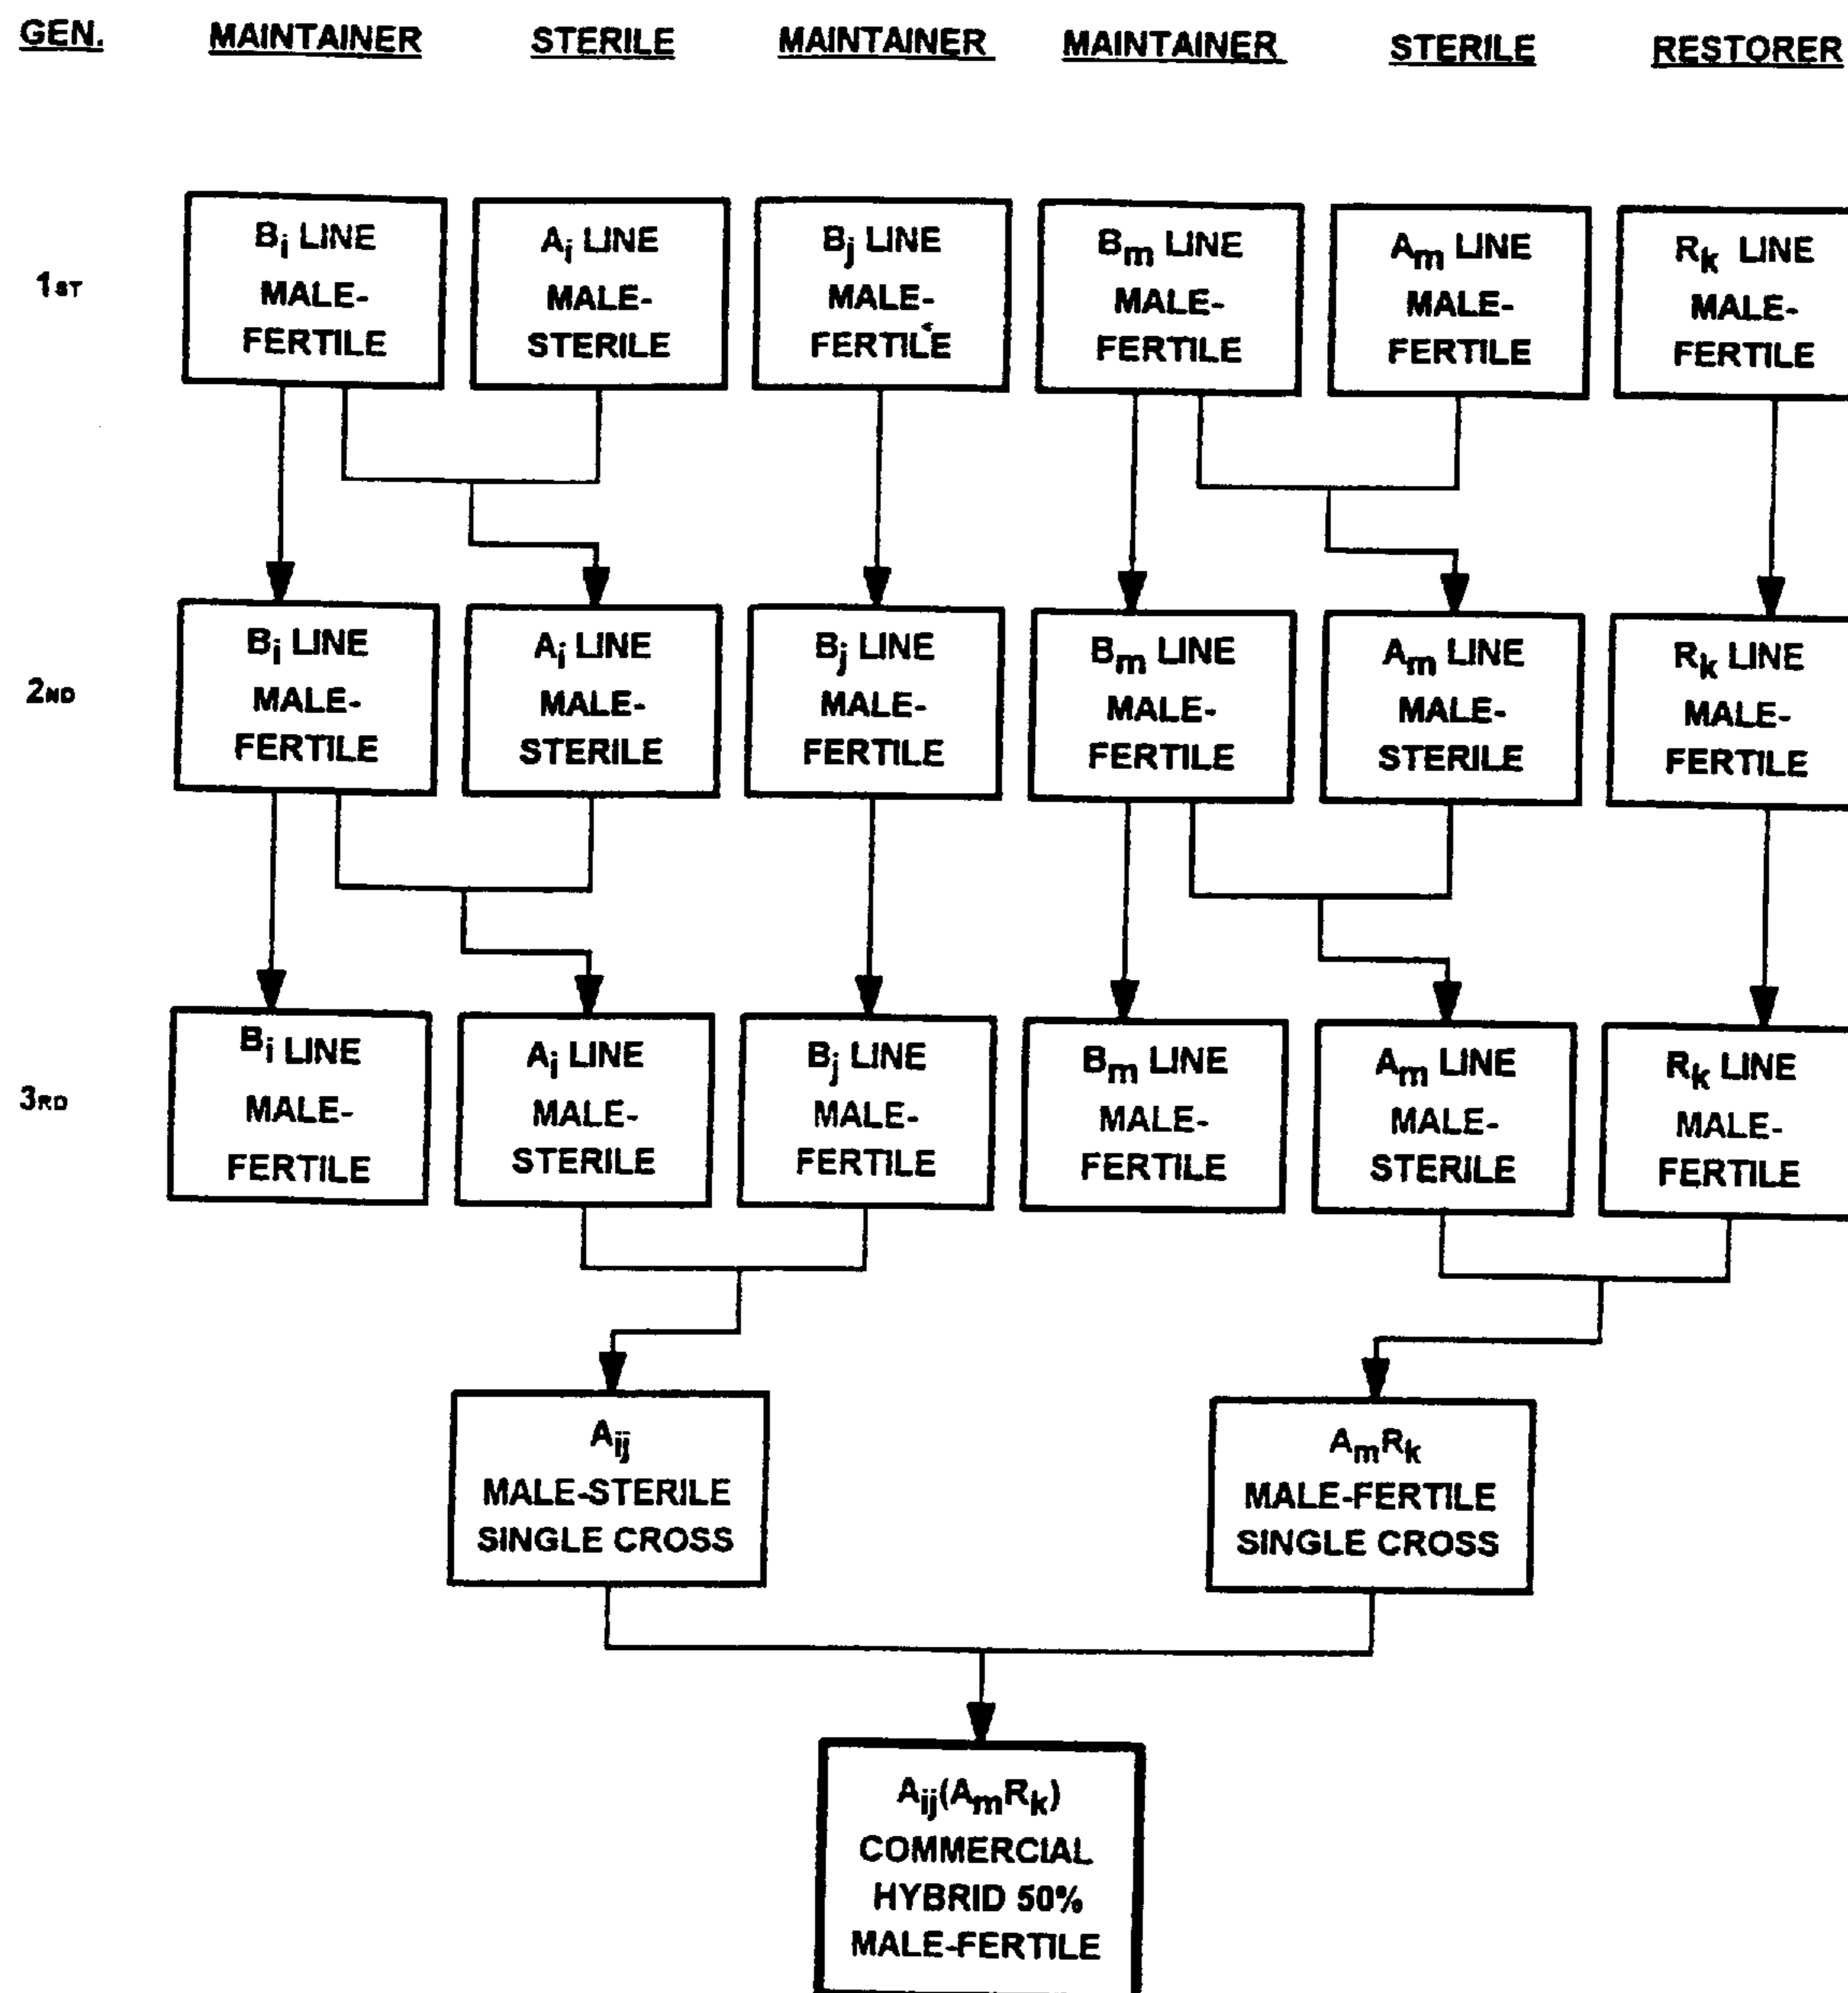 GEN. MAINTAINER STERILE MAINTAINER MAINTAINER STERILE RESTORER
1ST
Bi LINE
MALE-
FERTILE
Ai LINE
MALE-
STERILE
Bj LINE
MALE-
FERTILE
Bm LINE
MALE-
FERTILE
Am LINE
MALE-
FERTILE
Rk LINE
MALE-
FERTILE
2ND
Bi LINE
MALE-
FERTILE
Ai LINE
MALE-
STERILE
Bj LINE
MALE-
FERTILE
Bm LINE
MALE-
FERTILE
Am LINE
MALE-
STERILE
Rk LINE
MALE-
FERTILE
3RD
Bi LINE
MALE-
FERTILE
Ai LINE
MALE-
STERILE
Bj LINE
MALE-
FERTILE
Bm LINE
MALE-
FERTILE
Am LINE
MALE-
STERILE
Rk LINE
MALE-
FERTILE
Aij
MALE-STERILE
SINGLE CROSS
AmRk
MALE-FERTILE
SINGLE CROSS
Aij(AmRk)
COMMERCIAL
HYBRID 50%
MALE-FERTILE